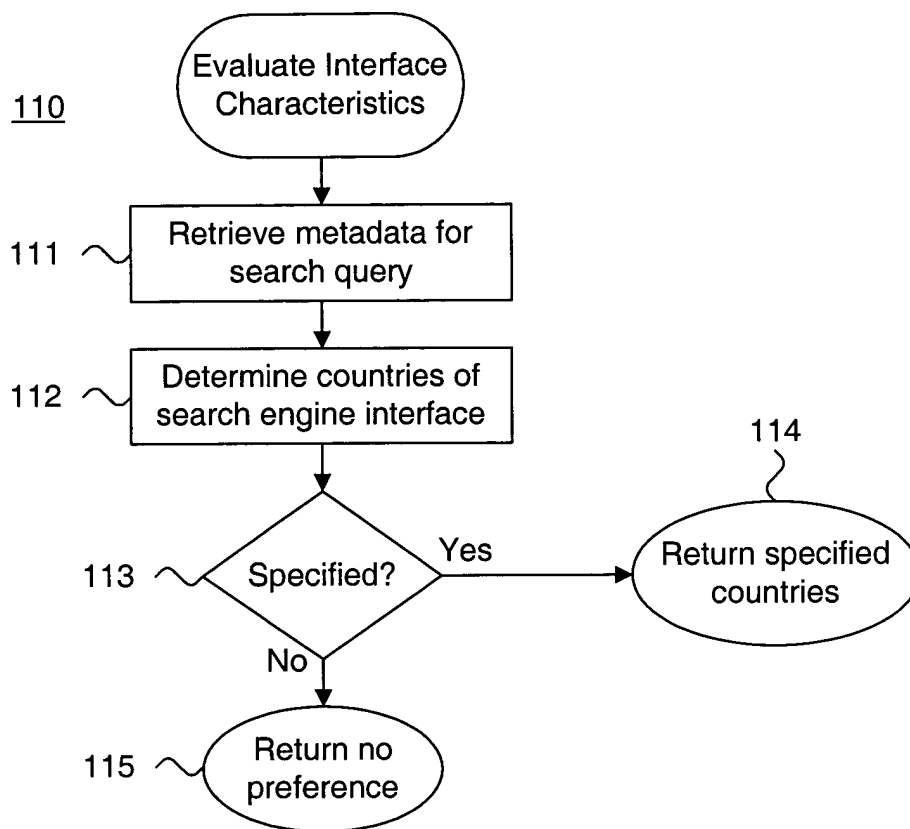 Evaluate Interface
Characteristics
110
111
Retrieve metadata for
search query
112
Determine countries of
search engine interface
114
113
Specified?
Yes
Return specified
countries
No
115
Return no
preference